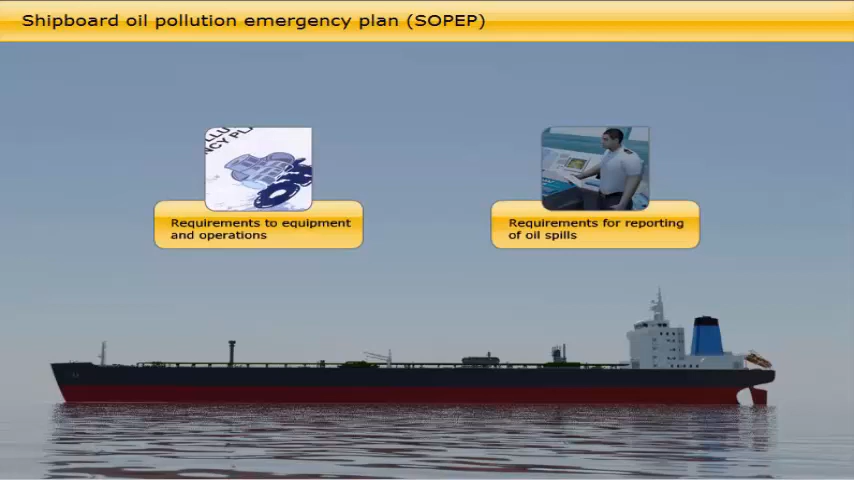 Shipboard oil pollution emergency plan (SOPEP)
Requirements to equipment
and operations
Requirements for reporting
of oil spills